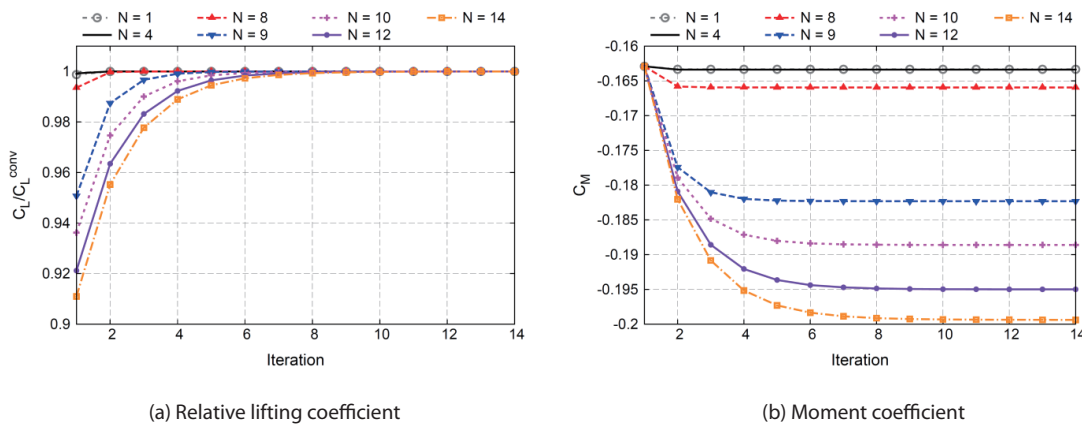 N = 1 N = 8 N = 10 N = 14
N = 4 N = 9 N = 12
1
0.98
0.96
0.94
0.92
0.9
C_L/C_L^conv
2 4 6 8 10 12 14
Iteration
(a) Relative lifting coefficient
N = 1 N = 8 N = 10 N = 14
N = 4 N = 9 N = 12
-0.16
-0.165
-0.17
-0.175
-0.18
-0.185
-0.19
-0.195
-0.2
C_M
2 4 6 8 10 12 14
Iteration
(b) Moment coefficient